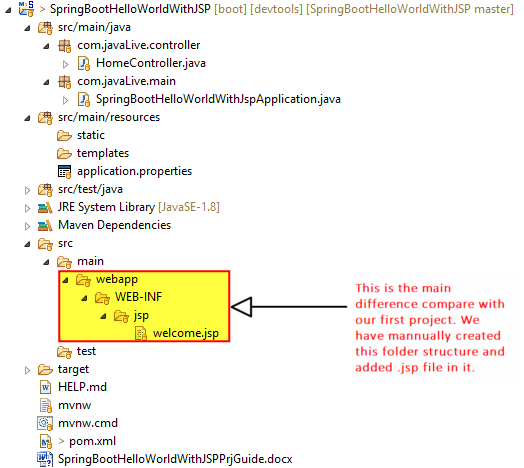 > SpringBootHelloWorldWithJSP [boot] [devtools] [SpringBootHelloWorldWithJSP master]
src/main/java
com.javaLive.controller
HomeController.java
com.javaLive.main
SpringBootHelloWorldWithJspApplication.java
src/main/resources
static
templates
application.properties
src/test/java
JRE System Library [JavaSE-1.8]
Maven Dependencies
src
main
webapp
WEB-INF
jsp
welcome.jsp
test
target
HELP.md
mvnw
mvnw.cmd
> pom.xml
SpringBootHelloWorldWithJSPPrjGuide.docx
This is the main
difference compare with
our first project. We
have mannually created
this folder structure and
added .jsp file in it.